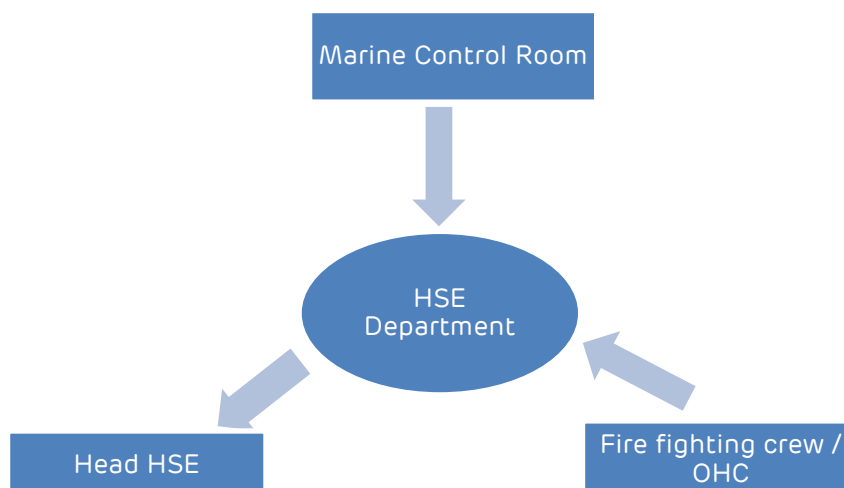 Marine Control Room
HSE
Department
Head HSE
Fire fighting crew /
OHC